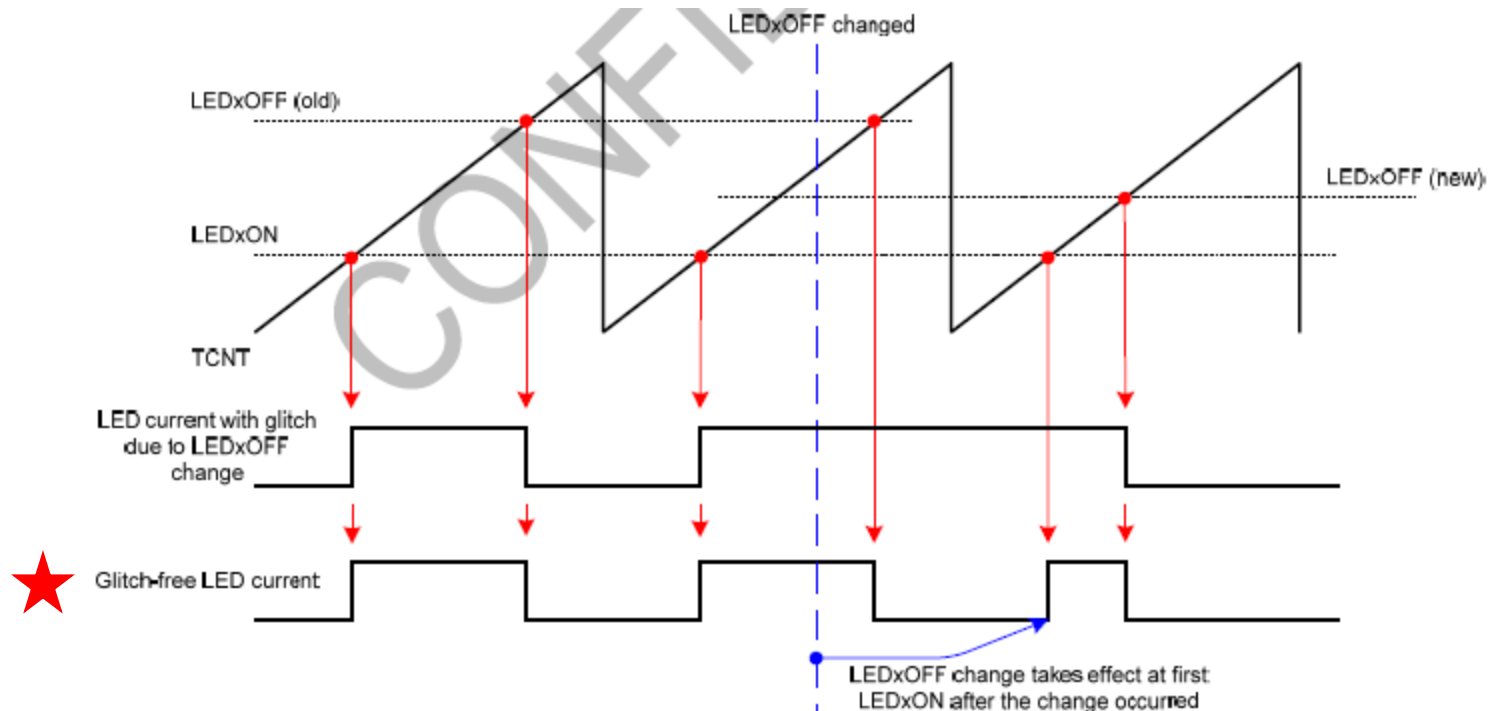 LEDxOFF changed
LEDxOFF (old)
LEDxOFF (new)
LEDxON
TCNT
LED current with glitch
due to LEDxOFF
change
Glitch-free LED current
LEDxOFF change takes effect at first
LEDxON after the change occurred